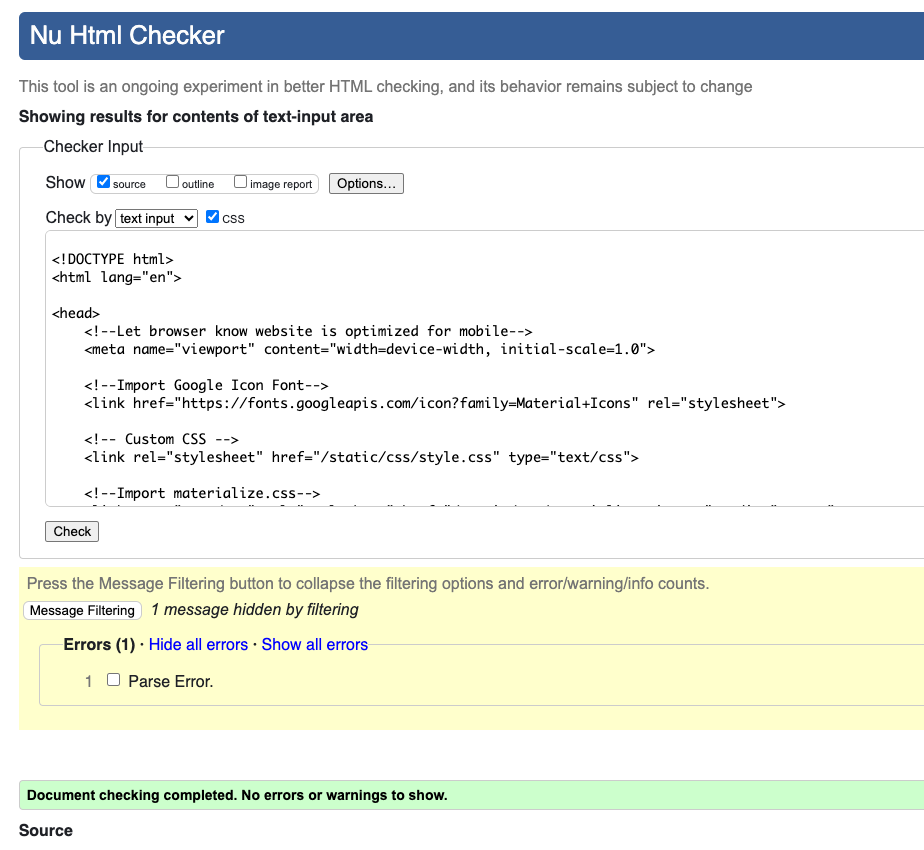 Nu Html Checker
This tool is an ongoing experiment in better HTML checking, and its behavior remains subject to change
Showing results for contents of text-input area
Checker Input
Show source outline image report Options…
Check by text input CSS
<!DOCTYPE html>
<html lang="en">
<head>
<!--Let browser know website is optimized for mobile-->
<meta name="viewport" content="width=device-width, initial-scale=1.0">
<!--Import Google Icon Font-->
<link href="https://fonts.googleapis.com/icon?family=Material+Icons" rel="stylesheet">
<!-- Custom CSS -->
<link rel="stylesheet" href="/static/css/style.css" type="text/css">
<!--Import materialize.css-->
Check
Press the Message Filtering button to collapse the filtering options and error/warning/info counts.
Message Filtering 1 message hidden by filtering
Errors (1) · Hide all errors · Show all errors
1 Parse Error.
Document checking completed. No errors or warnings to show.
Source